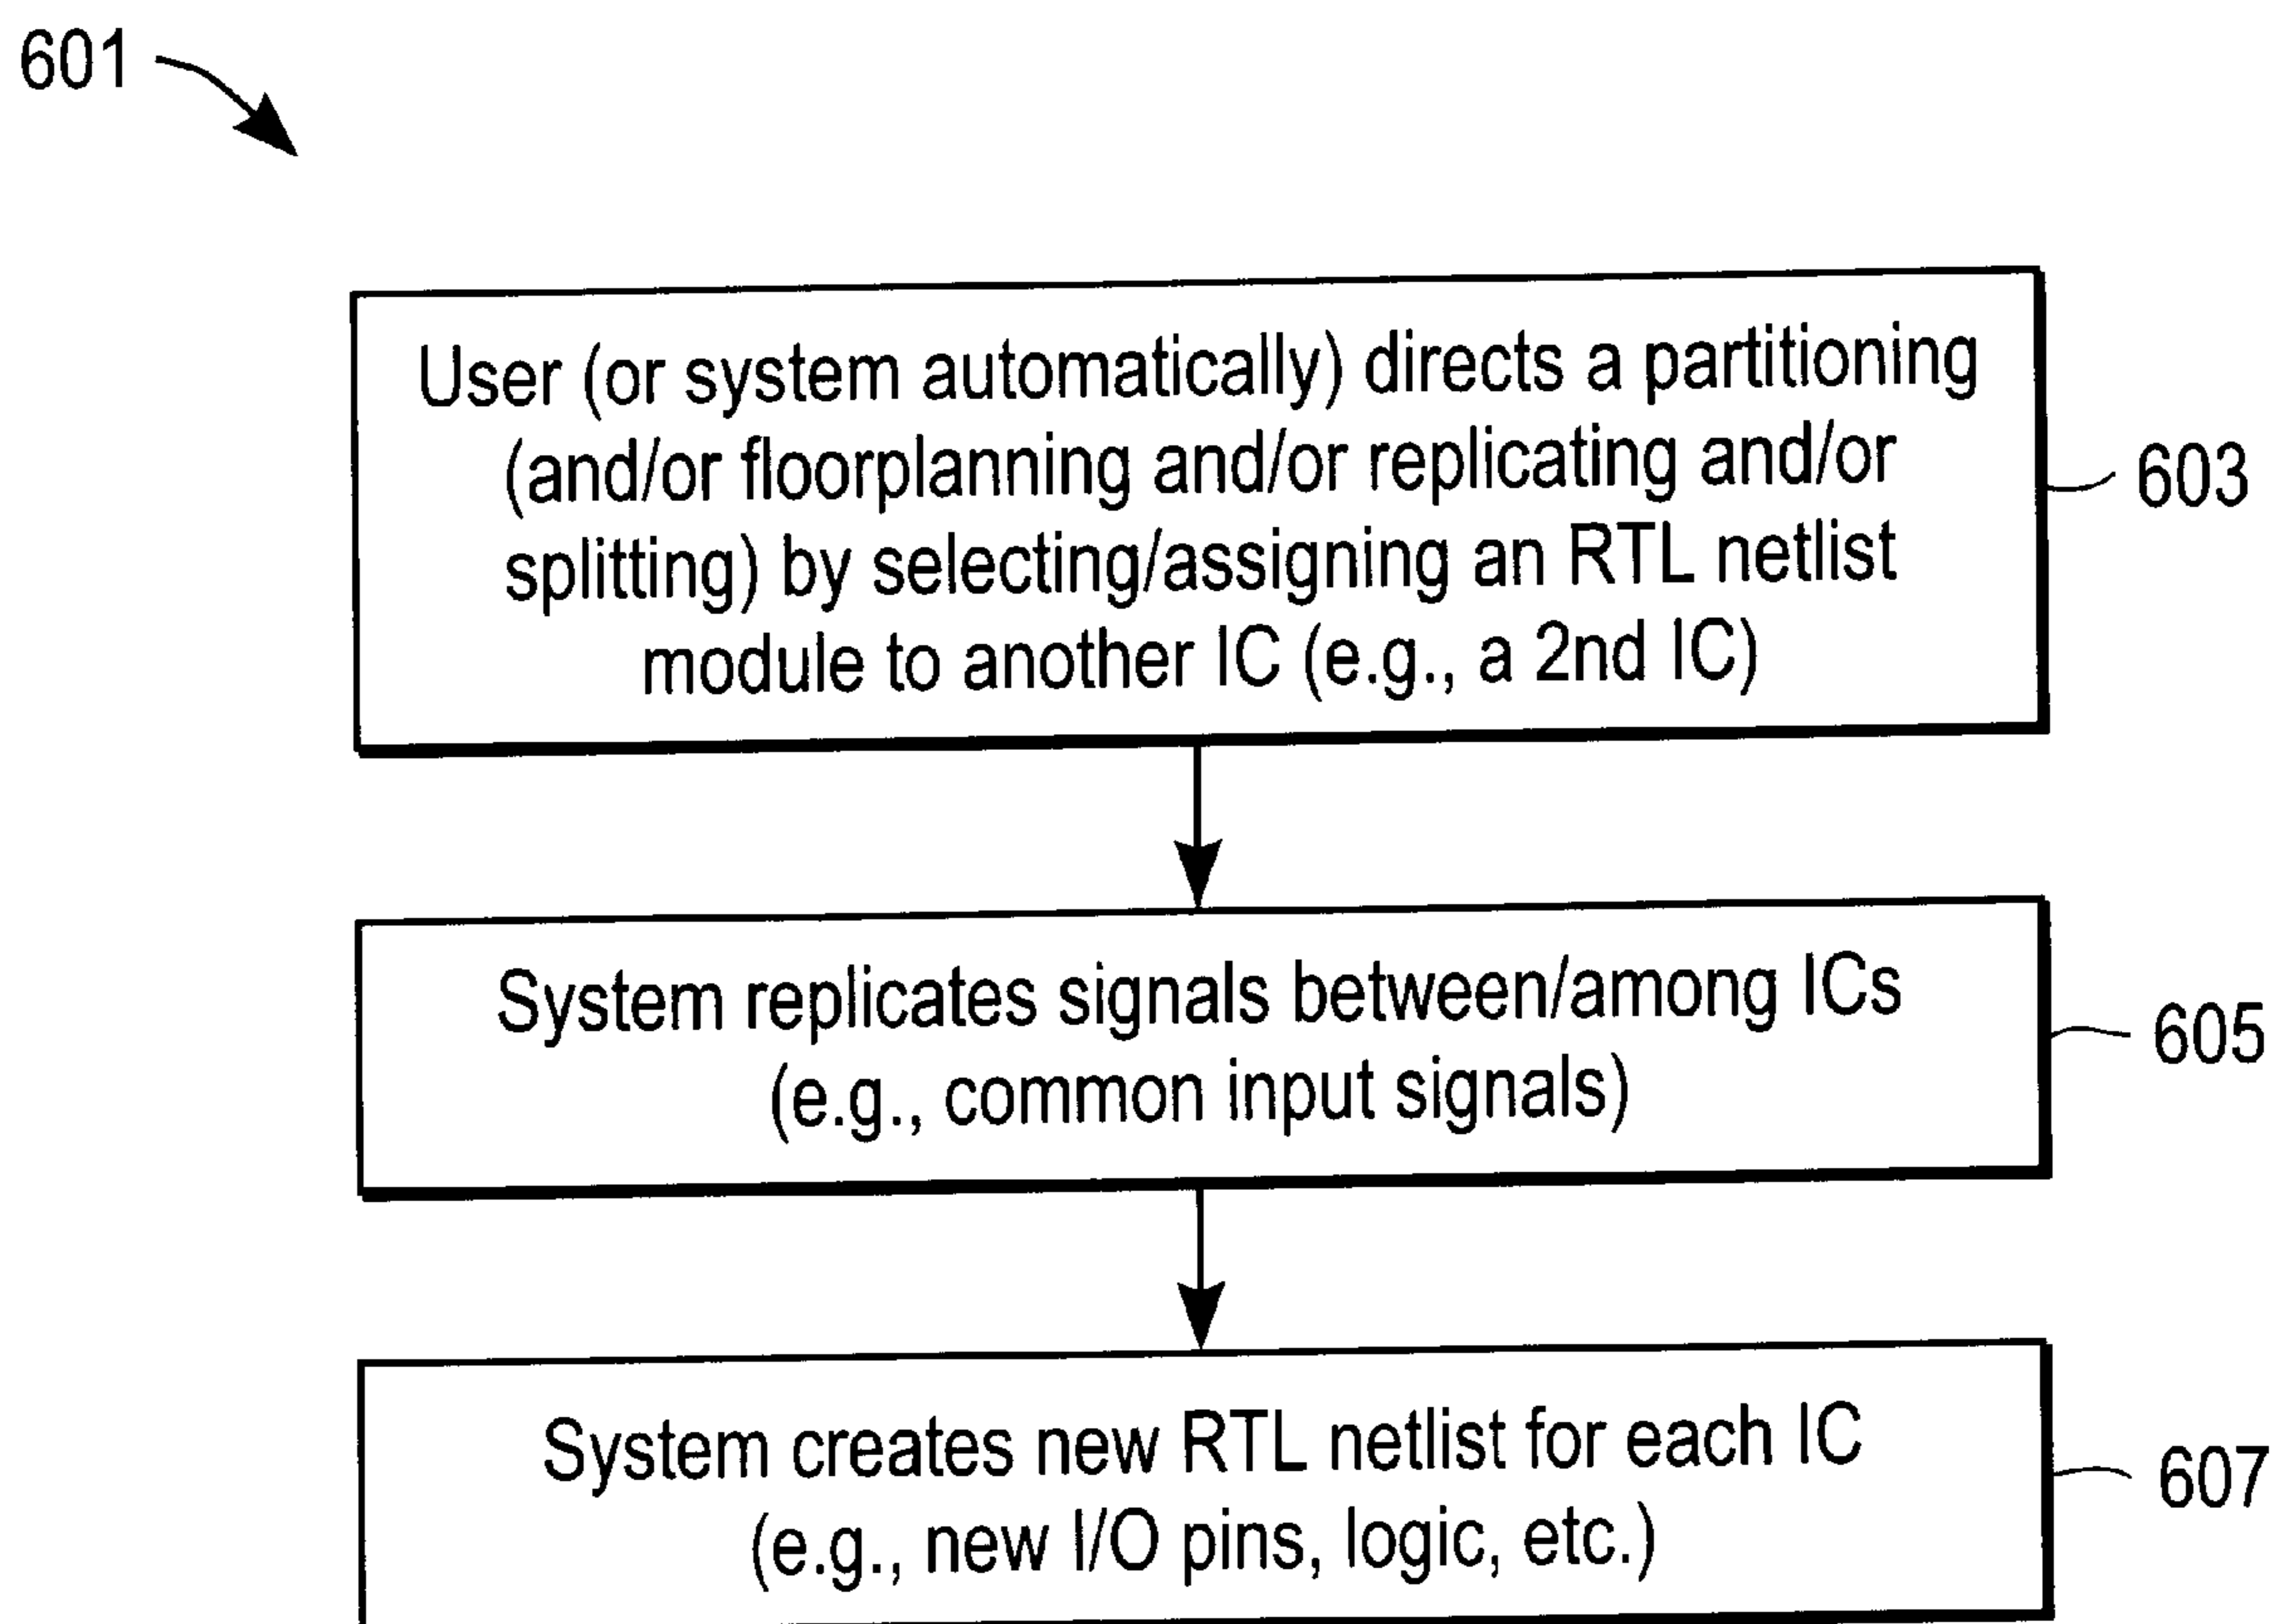 601
User (or system automatically) directs a partitioning
(and/or floorplanning and/or replicating and/or
splitting) by selecting/assigning an RTL netlist
module to another IC (e.g., a 2nd IC)
603
System replicates signals between/among ICs
(e.g., common input signals)
605
System creates new RTL netlist for each IC
(e.g., new I/O pins, logic, etc.)
607